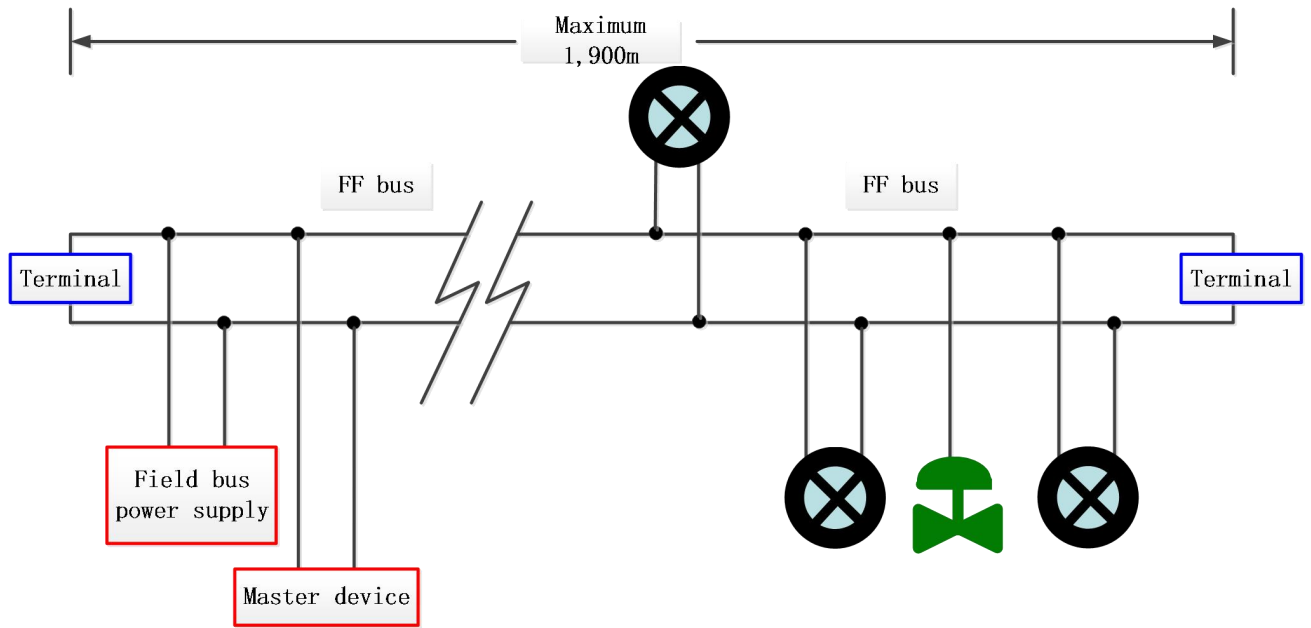 Maximum
1,900m
FF bus
FF bus
Terminal
Terminal
Field bus
power supply
Master device